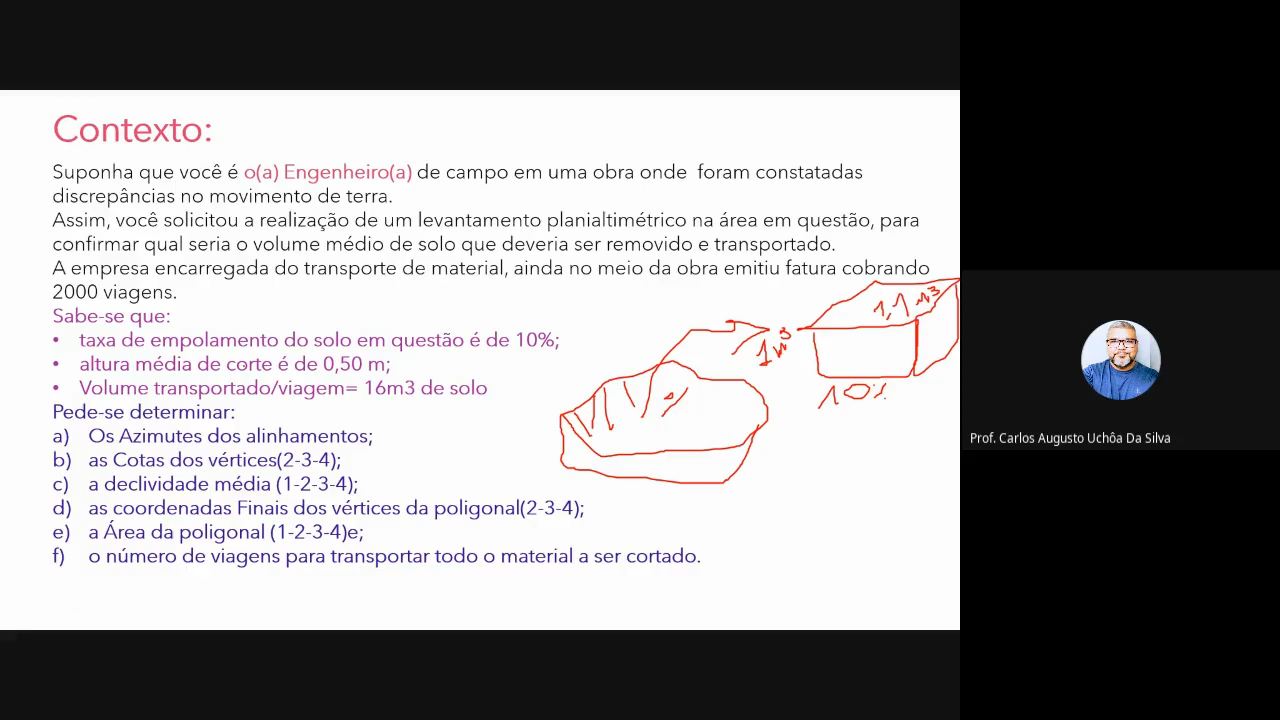 Contexto:
Suponha que você é o(a) Engenheiro(a) de campo em uma obra onde foram constatadas
discrepâncias no movimento de terra.
Assim, você solicitou a realização de um levantamento planialtimétrico na área em questão, para
confirmar qual seria o volume médio de solo que deveria ser removido e transportado.
A empresa encarregada do transporte de material, ainda no meio da obra emitiu fatura cobrando
2000 viagens.
Sabe-se que:
• taxa de empolamento do solo em questão é de 10%;
• altura média de corte é de 0,50 m;
• Volume transportado/viagem= 16m3 de solo
Pede-se determinar:
a) Os Azimutes dos alinhamentos;
b) as Cotas dos vértices(2-3-4);
c) a declividade média (1-2-3-4);
d) as coordenadas Finais dos vértices da poligonal(2-3-4);
e) a Área da poligonal (1-2-3-4)e;
f) o número de viagens para transportar todo o material a ser cortado.
1m³
1,1 m³
10%
Prof. Carlos Augusto Uchôa Da Silva